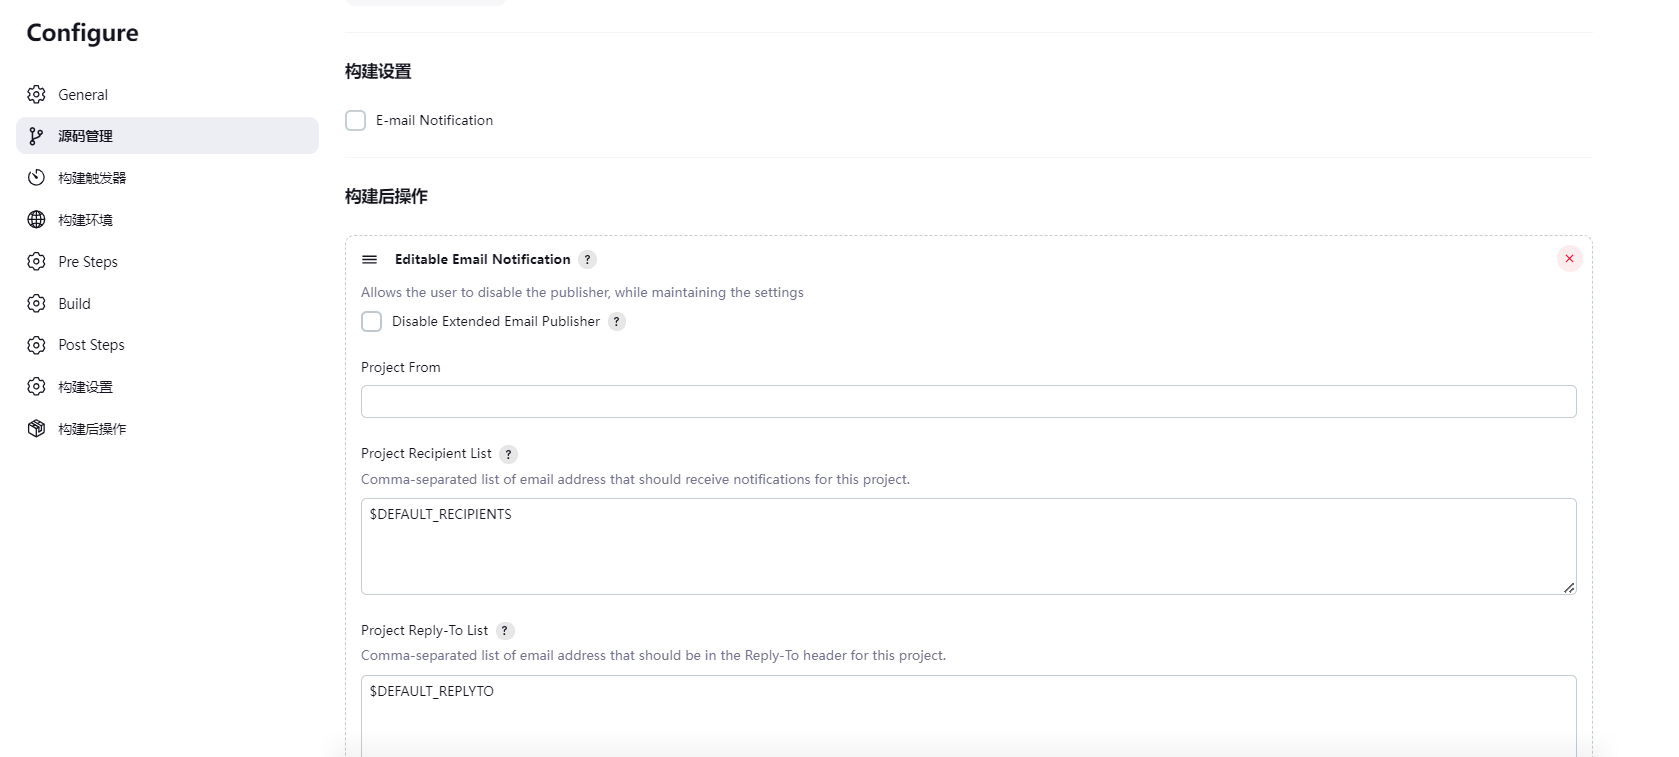 Configure
General
源码管理
构建触发器
构建环境
Pre Steps
Build
Post Steps
构建设置
构建后操作
构建设置
E-mail Notification
构建后操作
Editable Email Notification ?
Allows the user to disable the publisher, while maintaining the settings
Disable Extended Email Publisher ?
Project From
Project Recipient List ?
Comma-separated list of email address that should receive notifications for this project.
$DEFAULT_RECIPIENTS
Project Reply-To List ?
Comma-separated list of email address that should be in the Reply-To header for this project.
$DEFAULT_REPLYTO